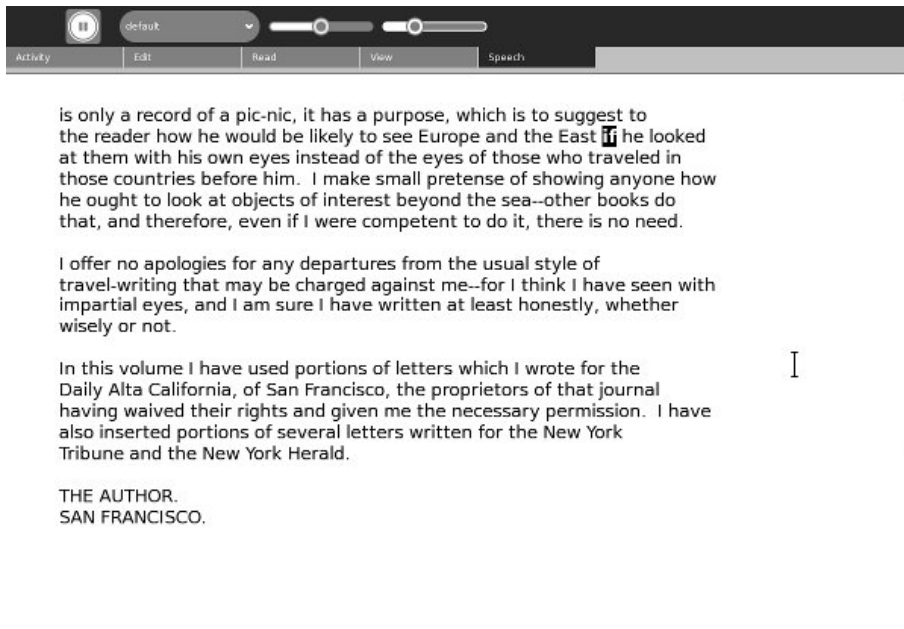 default
Activity
Edit
Read
View
Speech
is only a record of a pic-nic, it has a purpose, which is to suggest to
the reader how he would be likely to see Europe and the East if he looked
at them with his own eyes instead of the eyes of those who traveled in
those countries before him.  I make small pretense of showing anyone how
he ought to look at objects of interest beyond the sea--other books do
that, and therefore, even if I were competent to do it, there is no need.
I offer no apologies for any departures from the usual style of
travel-writing that may be charged against me--for I think I have seen with
impartial eyes, and I am sure I have written at least honestly, whether
wisely or not.
In this volume I have used portions of letters which I wrote for the
Daily Alta California, of San Francisco, the proprietors of that journal
having waived their rights and given me the necessary permission.  I have
also inserted portions of several letters written for the New York
Tribune and the New York Herald.
THE AUTHOR.
SAN FRANCISCO.